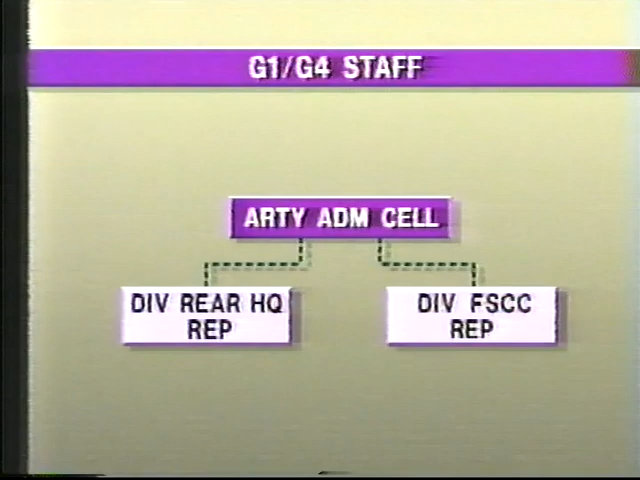 G1/G4 STAFF
ARTY ADM CELL
DIV REAR HQ
REP
DIV FSCC
REP